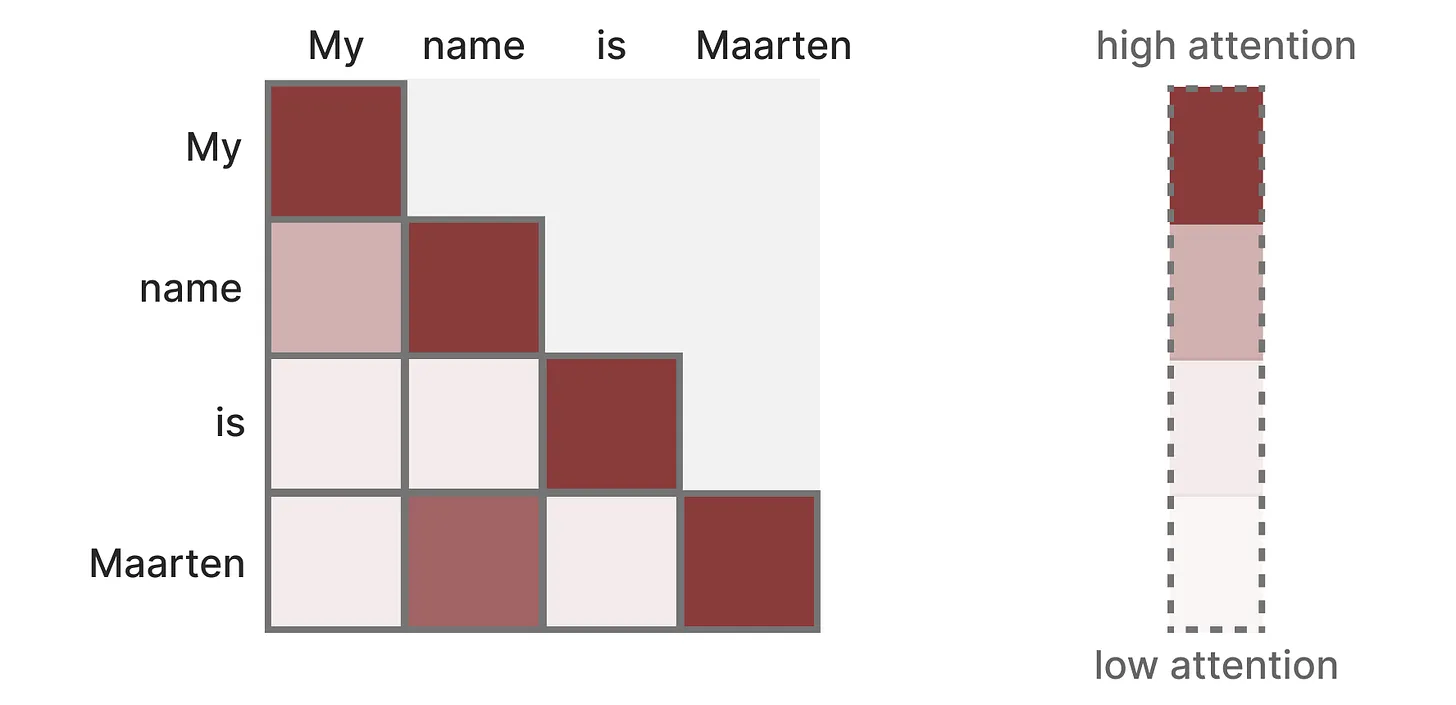 My name is Maarten
high attention
My
name
is
Maarten
low attention